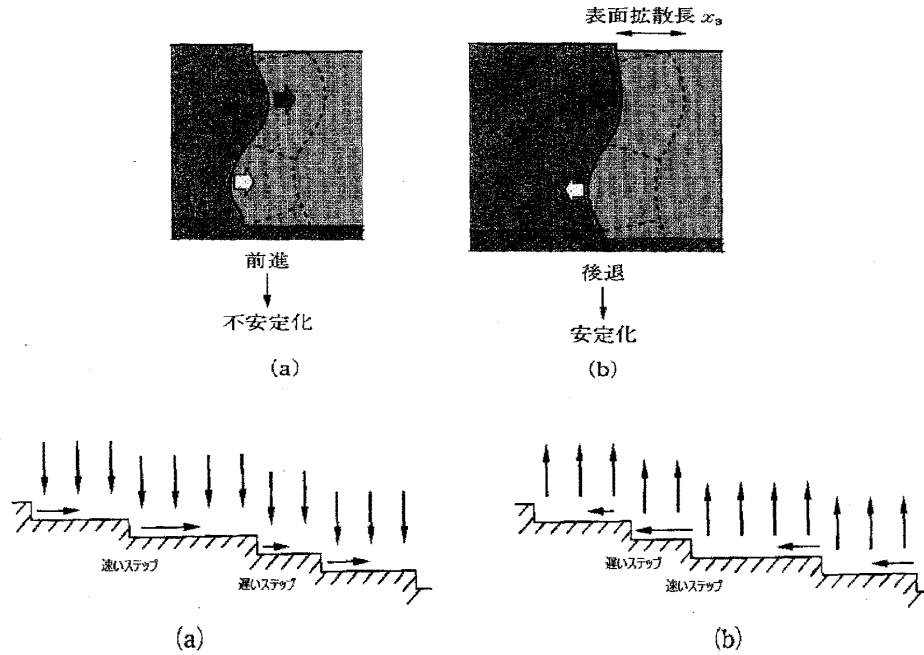 表面拡散長 xₛ
前進
不安定化
(a)
後退
安定化
(b)
速いステップ
遅いステップ
(a)
遅いステップ
速いステップ
(b)